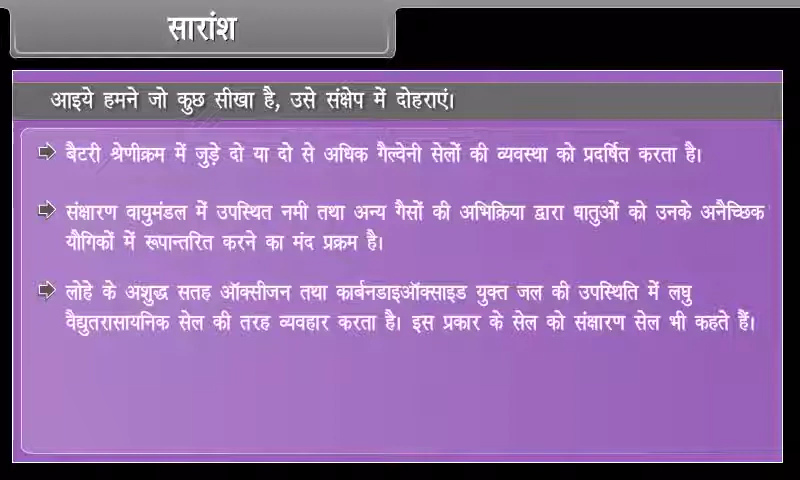 सारांश
आइये हमने जो कुछ सीखा है, उसे संक्षेप में दोहराएं।
बैटरी श्रेणीक्रम में जुड़े दो या दो से अधिक गैल्वेनी सेलों की व्यवस्था को प्रदर्षित करता है।
संक्षारण वायुमंडल में उपस्थित नमी तथा अन्य गैसों की अभिक्रिया द्वारा धातुओं को उनके अनैच्छिक
यौगिकों में रूपान्तरित करने का मंद प्रक्रम है।
लोहे के अशुद्ध सतह ऑक्सीजन तथा कार्बनडाइऑक्साइड युक्त जल की उपस्थिति में लघु
वैद्युतरासायनिक सेल की तरह व्यवहार करता है। इस प्रकार के सेल को संक्षारण सेल भी कहते हैं।